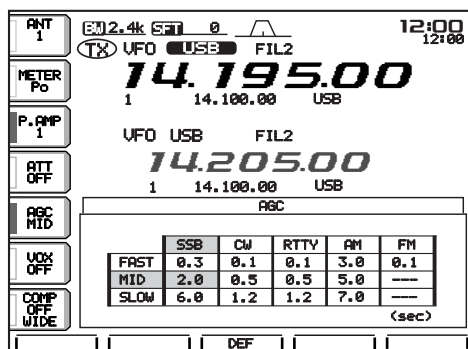 ANT
1
METER
Po
P.AMP
1
ATT
OFF
AGC
MID
VOX
OFF
COMP
OFF
WIDE
BW 2.4k SFT 0
12:00
12:00
TX VFO USB FIL2
14.195.00
1 14.100.00 USB
VFO USB FIL2
14.205.00
1 14.100.00 USB
AGC
SSB CW RTTY AM FM
FAST 0.3 0.1 0.1 3.0 0.1
MID 2.0 0.5 0.5 5.0 ---
SLOW 6.0 1.2 1.2 7.0 ---
(sec)
DEF